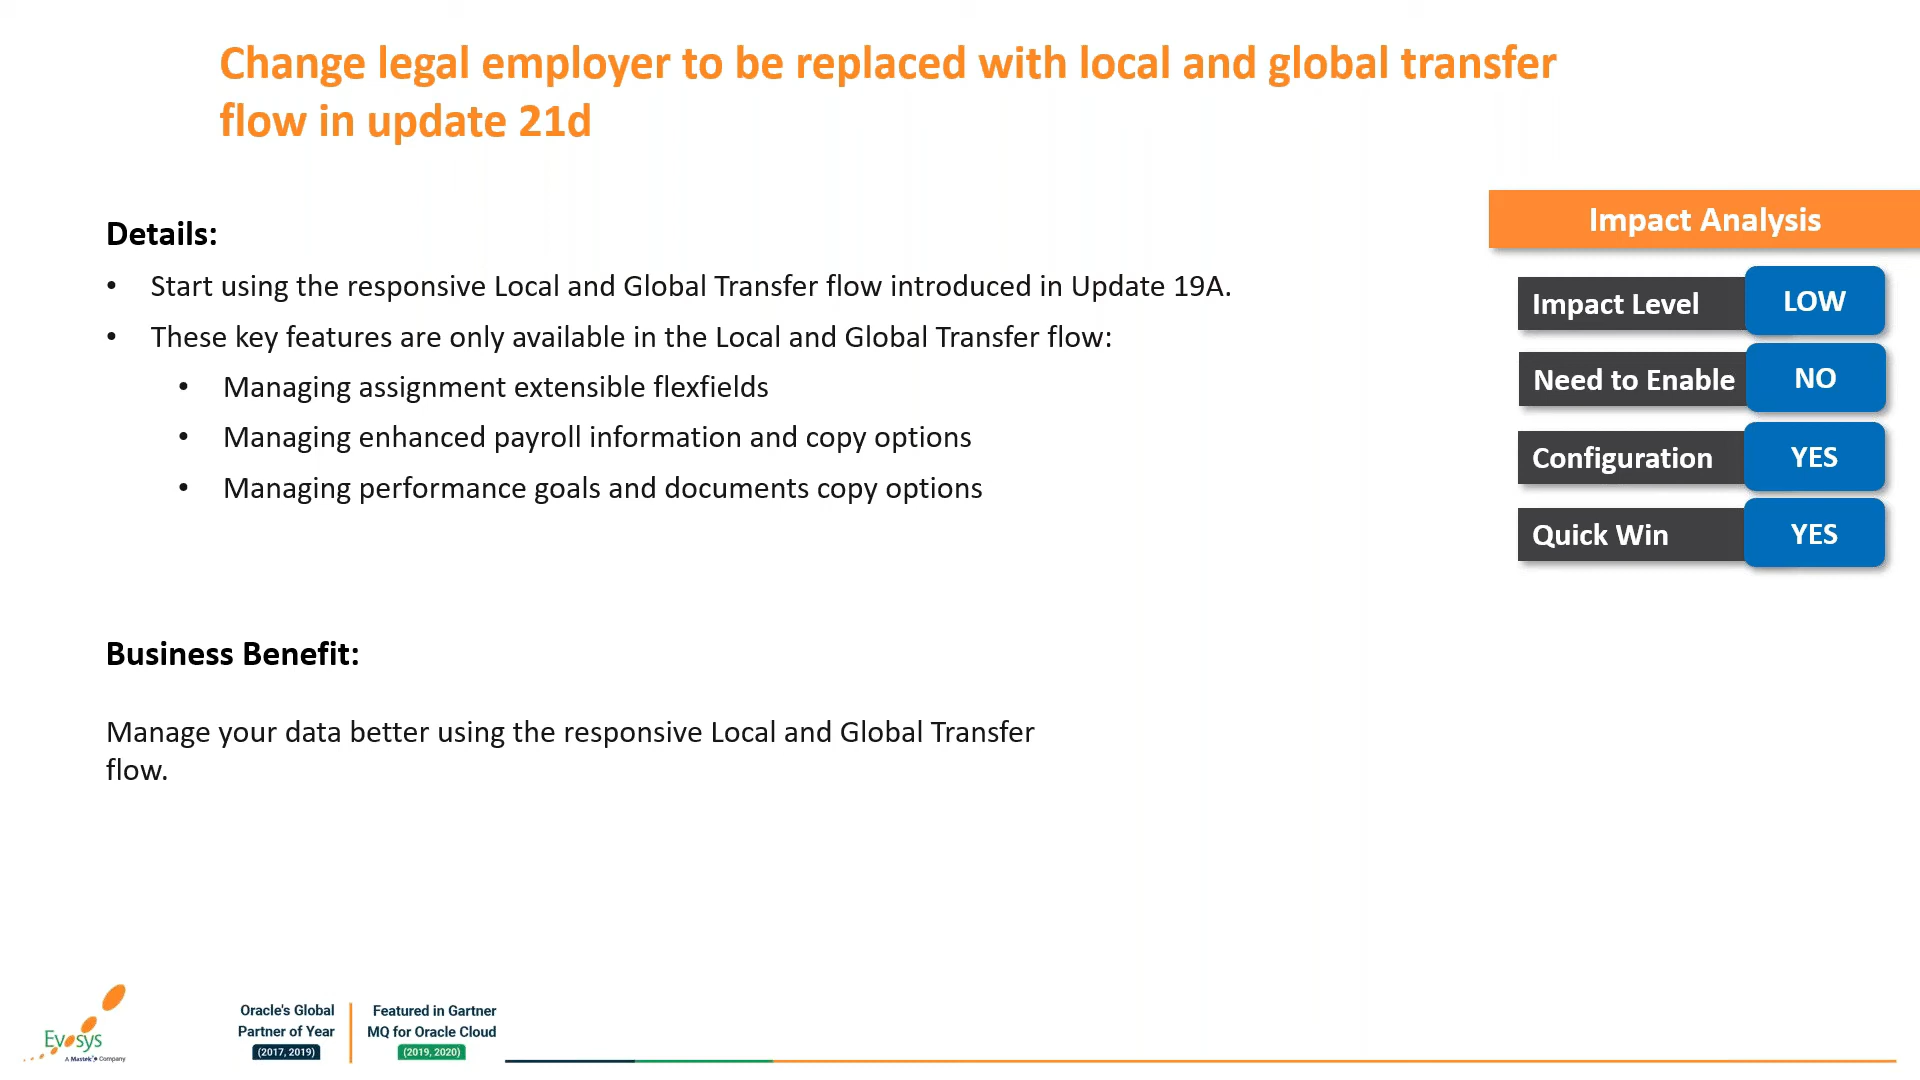 Change legal employer to be replaced with local and global transfer
flow in update 21d
Details:
• Start using the responsive Local and Global Transfer flow introduced in Update 19A.
• These key features are only available in the Local and Global Transfer flow:
• Managing assignment extensible flexfields
• Managing enhanced payroll information and copy options
• Managing performance goals and documents copy options
Business Benefit:
Manage your data better using the responsive Local and Global Transfer
flow.
Impact Analysis
Impact Level LOW
Need to Enable NO
Configuration YES
Quick Win YES
Evosys
A Mastek Company
Oracle's Global
Partner of Year
(2017, 2019)
Featured in Gartner
MQ for Oracle Cloud
(2019, 2020)